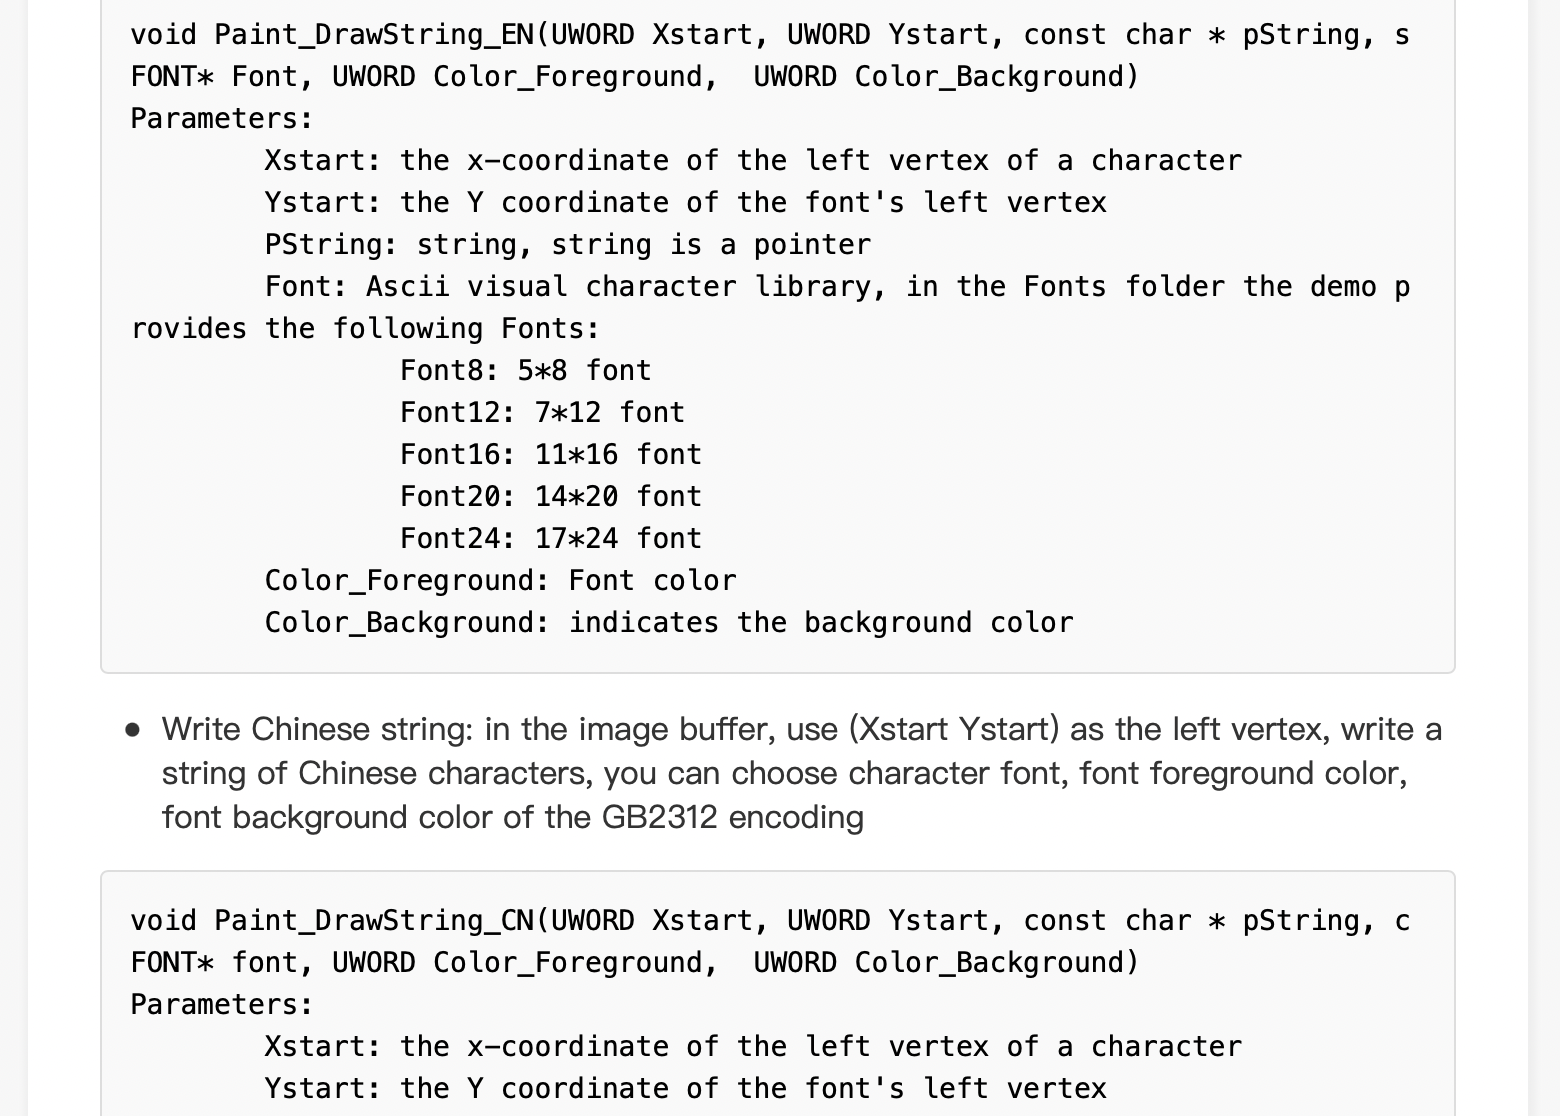 void Paint_DrawString_EN(UWORD Xstart, UWORD Ystart, const char * pString, s
FONT* Font, UWORD Color_Foreground,  UWORD Color_Background)
Parameters:
        Xstart: the x-coordinate of the left vertex of a character
        Ystart: the Y coordinate of the font's left vertex
        PString: string, string is a pointer
        Font: Ascii visual character library, in the Fonts folder the demo p
rovides the following Fonts:
                Font8: 5*8 font
                Font12: 7*12 font
                Font16: 11*16 font
                Font20: 14*20 font
                Font24: 17*24 font
        Color_Foreground: Font color
        Color_Background: indicates the background color
● Write Chinese string: in the image buffer, use (Xstart Ystart) as the left vertex, write a
string of Chinese characters, you can choose character font, font foreground color,
font background color of the GB2312 encoding
void Paint_DrawString_CN(UWORD Xstart, UWORD Ystart, const char * pString, c
FONT* font, UWORD Color_Foreground,  UWORD Color_Background)
Parameters:
        Xstart: the x-coordinate of the left vertex of a character
        Ystart: the Y coordinate of the font's left vertex